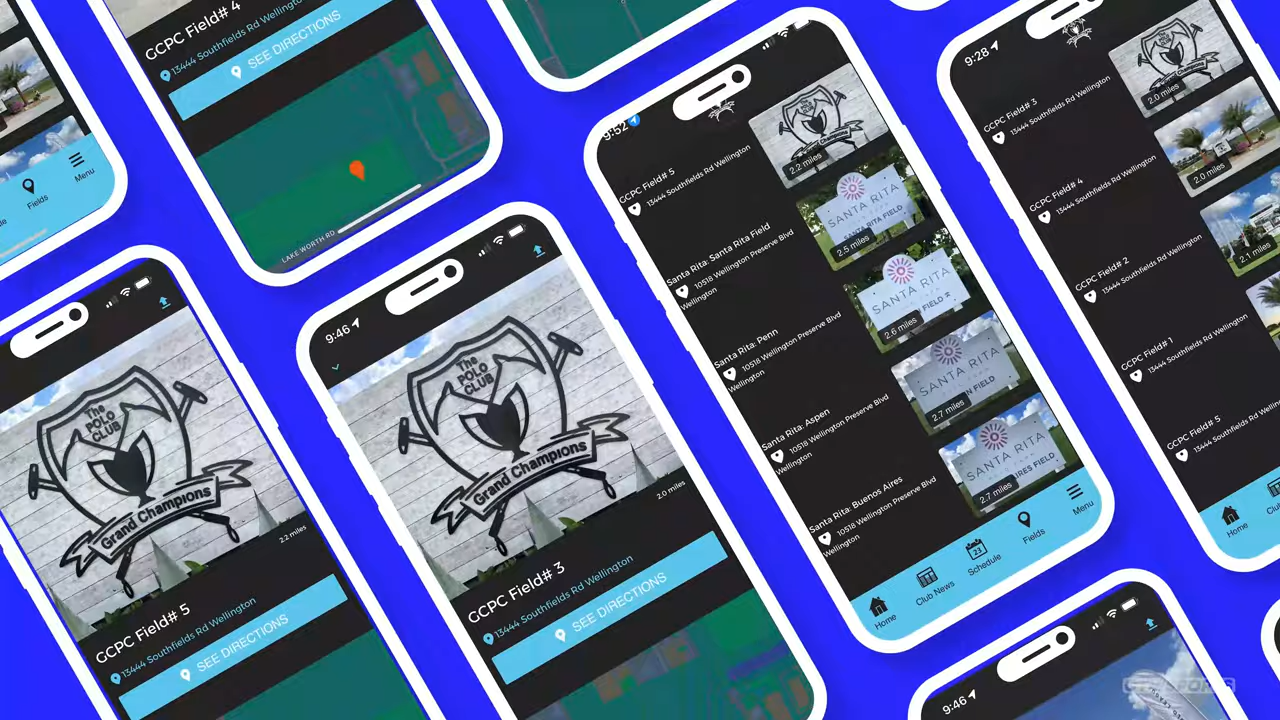 Fields
Menu
GCPC Field# 4
13444 Southfields Rd Wellington
SEE DIRECTIONS
LAKE WORTH RD
The
POLO
CLUB
Grand Champions
2.2 miles
GCPC Field# 5
13444 Southfields Rd Wellington
SEE DIRECTIONS
9:46
The
POLO
CLUB
Grand Champions
2.0 miles
GCPC Field# 3
13444 Southfields Rd Wellington
SEE DIRECTIONS
9:52
GCPC Field# 5
13444 Southfields Rd Wellington
2.2 miles
Santa Rita: Santa Rita Field
10518 Wellington Preserve Blvd
Wellington
SANTA RITA
SANTA RITA FIELD
2.5 miles
Santa Rita: Penn
10518 Wellington Preserve Blvd
Wellington
SANTA RITA
FIELD
2.6 miles
Santa Rita: Aspen
10518 Wellington Preserve Blvd
Wellington
SANTA RITA
FIELD
2.7 miles
Santa Rita: Buenos Aires
10518 Wellington Preserve Blvd
Wellington
SANTA RITA
FIELD
2.7 miles
Home
Club News
23
Schedule
Fields
Menu
9:28
GCPC Field# 3
13444 Southfields Rd Wellington
2.0 miles
GCPC Field# 4
13444 Southfields Rd Wellington
2.0 miles
GCPC Field# 2
13444 Southfields Rd Wellington
2.1 miles
GCPC Field# 1
13444 Southfields Rd Wellington
GCPC Field# 5
13444 Southfields Rd Wellington
Home
9:46